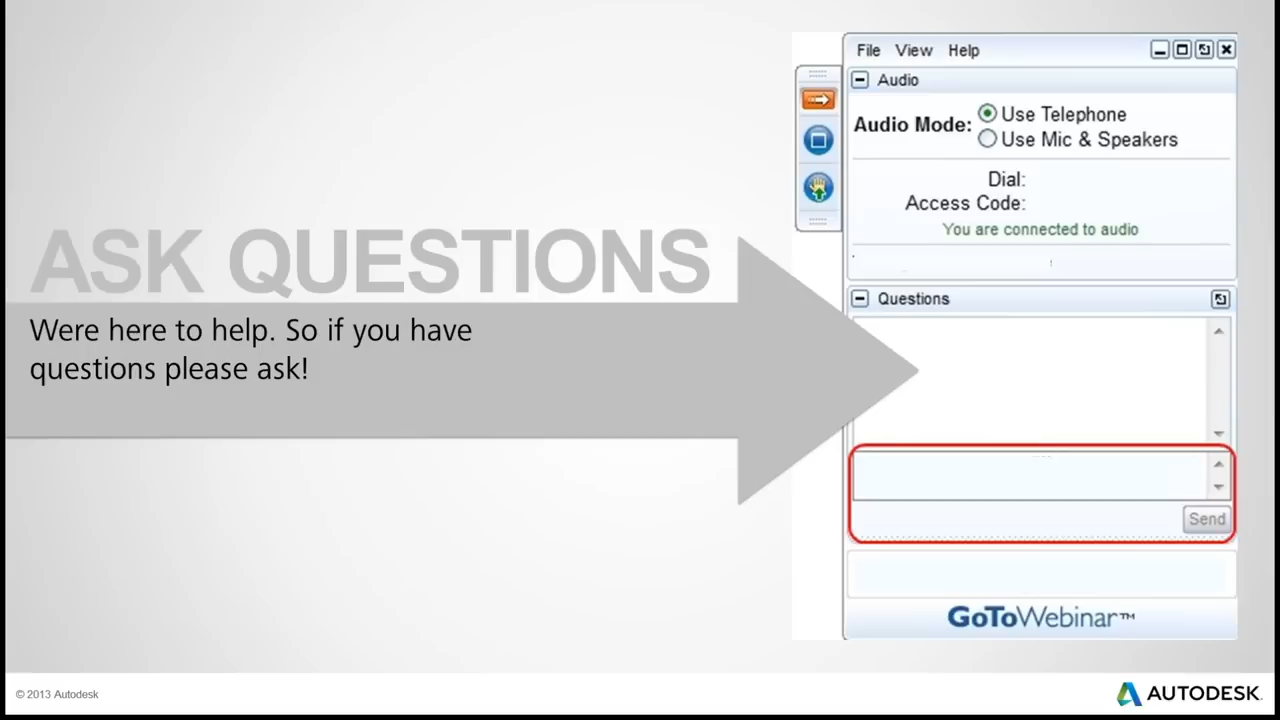 ASK QUESTIONS
Were here to help. So if you have
questions please ask!
File View Help
Audio
Audio Mode:
Use Telephone
Use Mic & Speakers
Dial:
Access Code:
You are connected to audio
Questions
Send
GoToWebinar™
© 2013 Autodesk
AUTODESK.